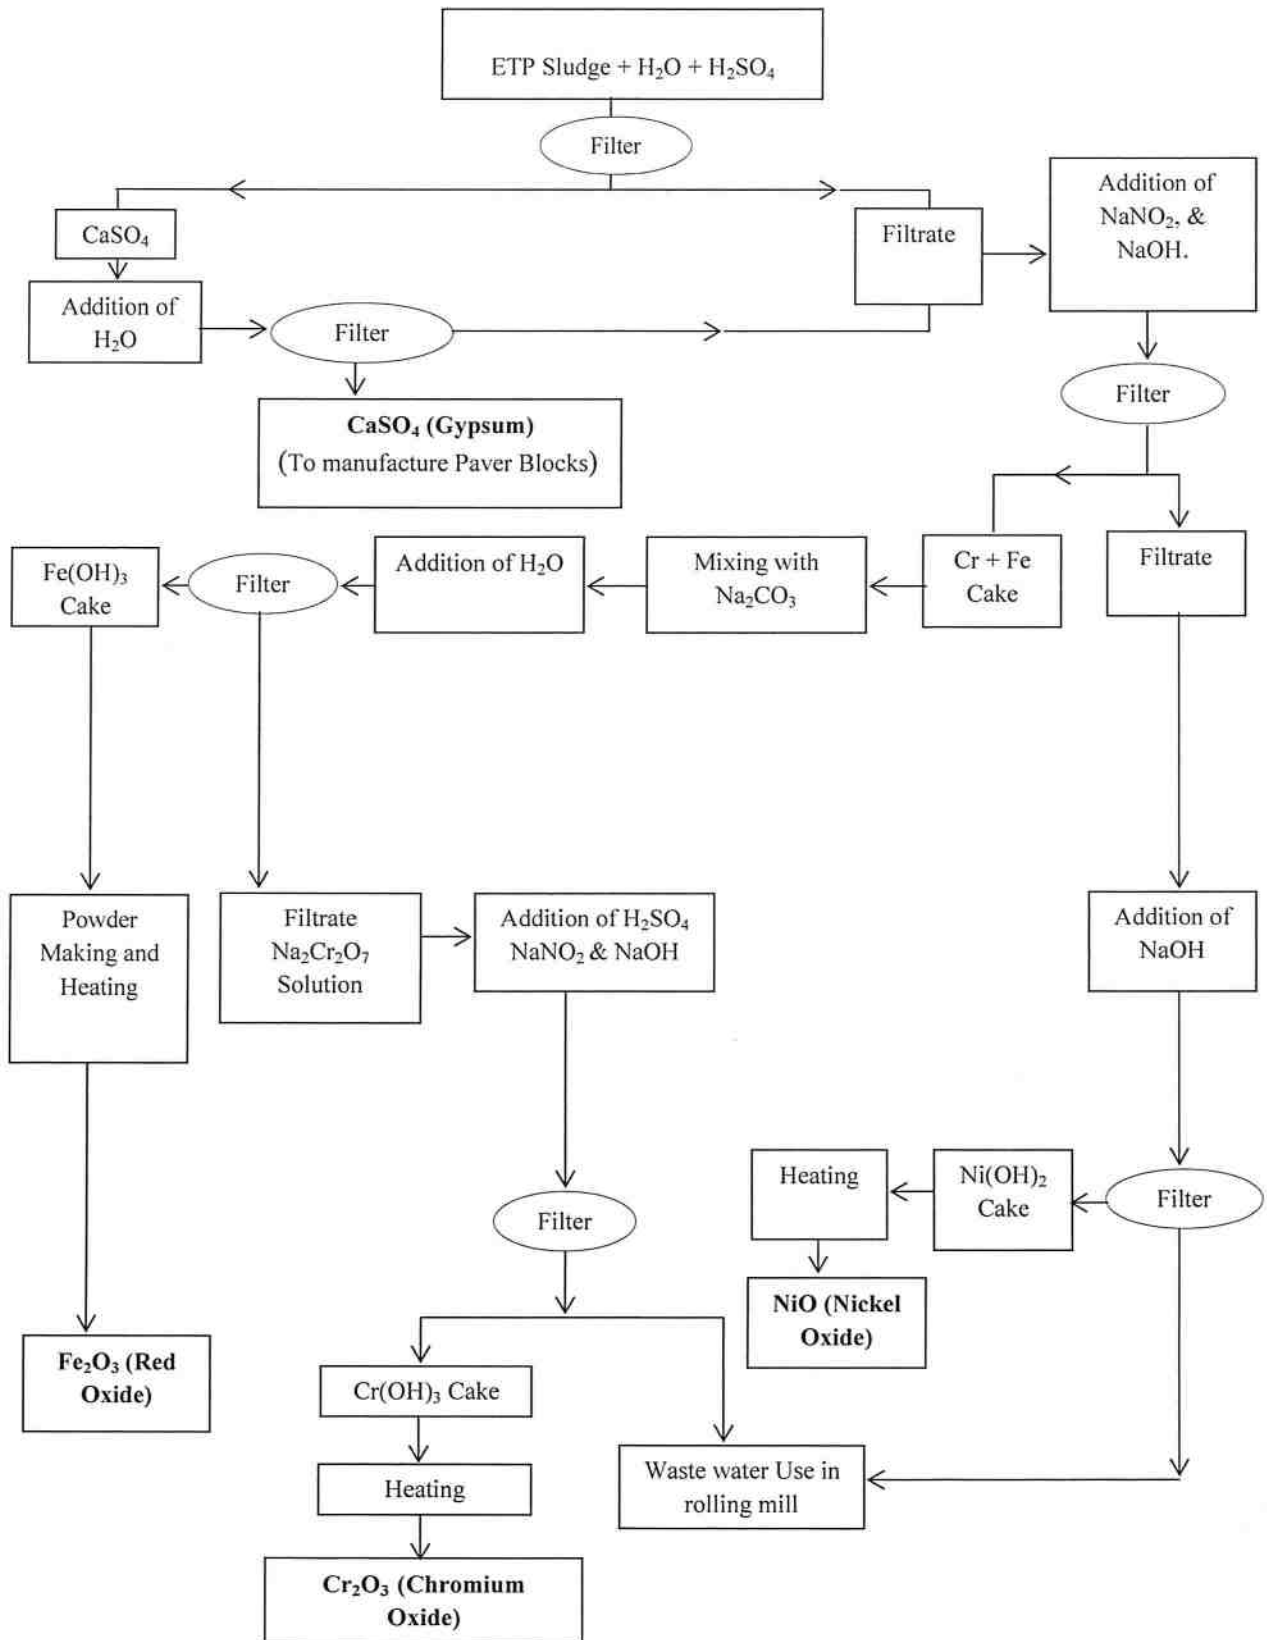 ETP Sludge + H₂O + H₂SO₄
Filter
Addition of
NaNO₂, &
NaOH.
CaSO₄
Filtrate
Addition of
H₂O
Filter
Filter
CaSO₄ (Gypsum)
(To manufacture Paver Blocks)
Fe(OH)₃
Cake
Filter
Addition of H₂O
Mixing with
Na₂CO₃
Cr + Fe
Cake
Filtrate
Powder
Making and
Heating
Filtrate
Na₂Cr₂O₇
Solution
Addition of H₂SO₄
NaNO₂ & NaOH
Addition of
NaOH
Heating
Ni(OH)₂
Cake
Filter
Filter
NiO (Nickel
Oxide)
Fe₂O₃ (Red
Oxide)
Cr(OH)₃ Cake
Waste water Use in
rolling mill
Heating
Cr₂O₃ (Chromium
Oxide)